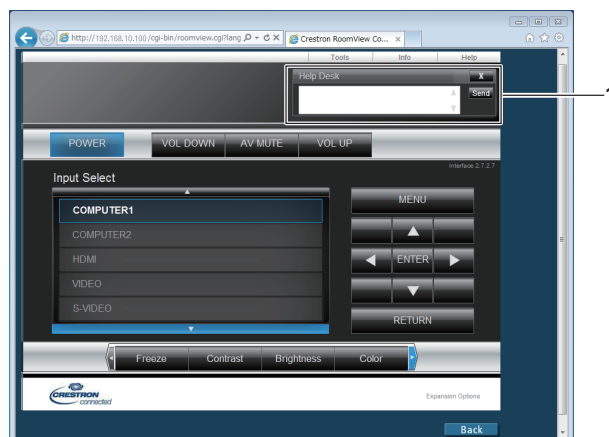 http://192.168.10.100/cgi-bin/roomview.cgi?lang
Crestron RoomView Co... ×
Tools Info Help
Help Desk X
Send
1
POWER VOL DOWN AV MUTE VOL UP
Interface 2.7.2.7
Input Select
COMPUTER1
COMPUTER2
HDMI
VIDEO
S-VIDEO
MENU
ENTER
RETURN
Freeze Contrast Brightness Color
CRESTRON
connected
Expansion Options
Back